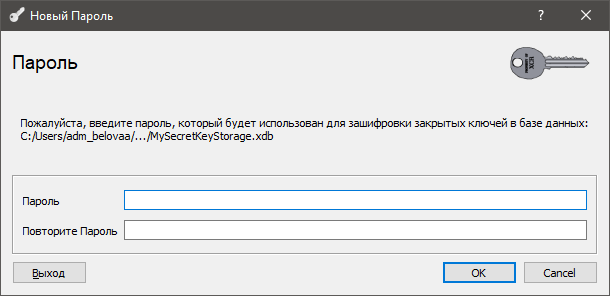 Новый Пароль
Пароль
Пожалуйста, введите пароль, который будет использован для зашифровки закрытых ключей в базе данных:
C:/Users/adm_belovaa/.../MySecretKeyStorage.xdb
Пароль
Повторите Пароль
Выход
OK
Cancel